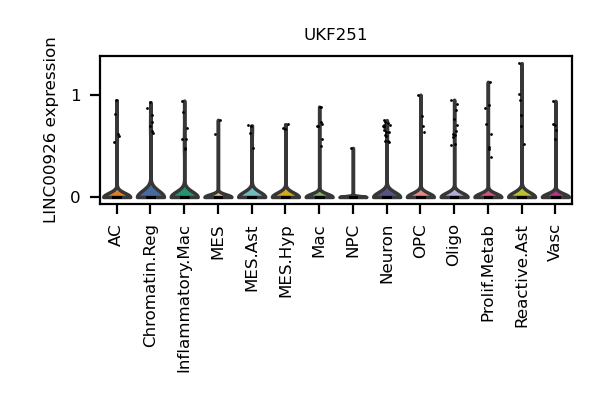 UKF251
LINC00926 expression
1
0
AC
Chromatin.Reg
Inflammatory.Mac
MES
MES.Ast
MES.Hyp
Mac
NPC
Neuron
OPC
Oligo
Prolif.Metab
Reactive.Ast
Vasc